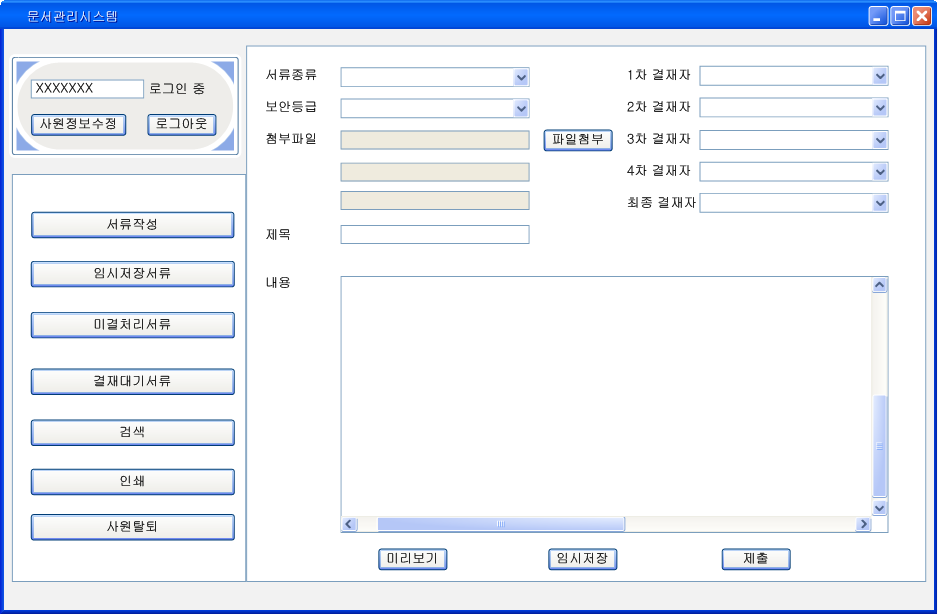 문서관리시스템
XXXXXXX 로그인 중
사원정보수정 로그아웃
서류작성
임시저장서류
미결처리서류
결재대기서류
검색
인쇄
사원탈퇴
서류종류 1차 결재자
보안등급 2차 결재자
첨부파일 파일첨부 3차 결재자
4차 결재자
최종 결재자
제목
내용
미리보기 임시저장 제출